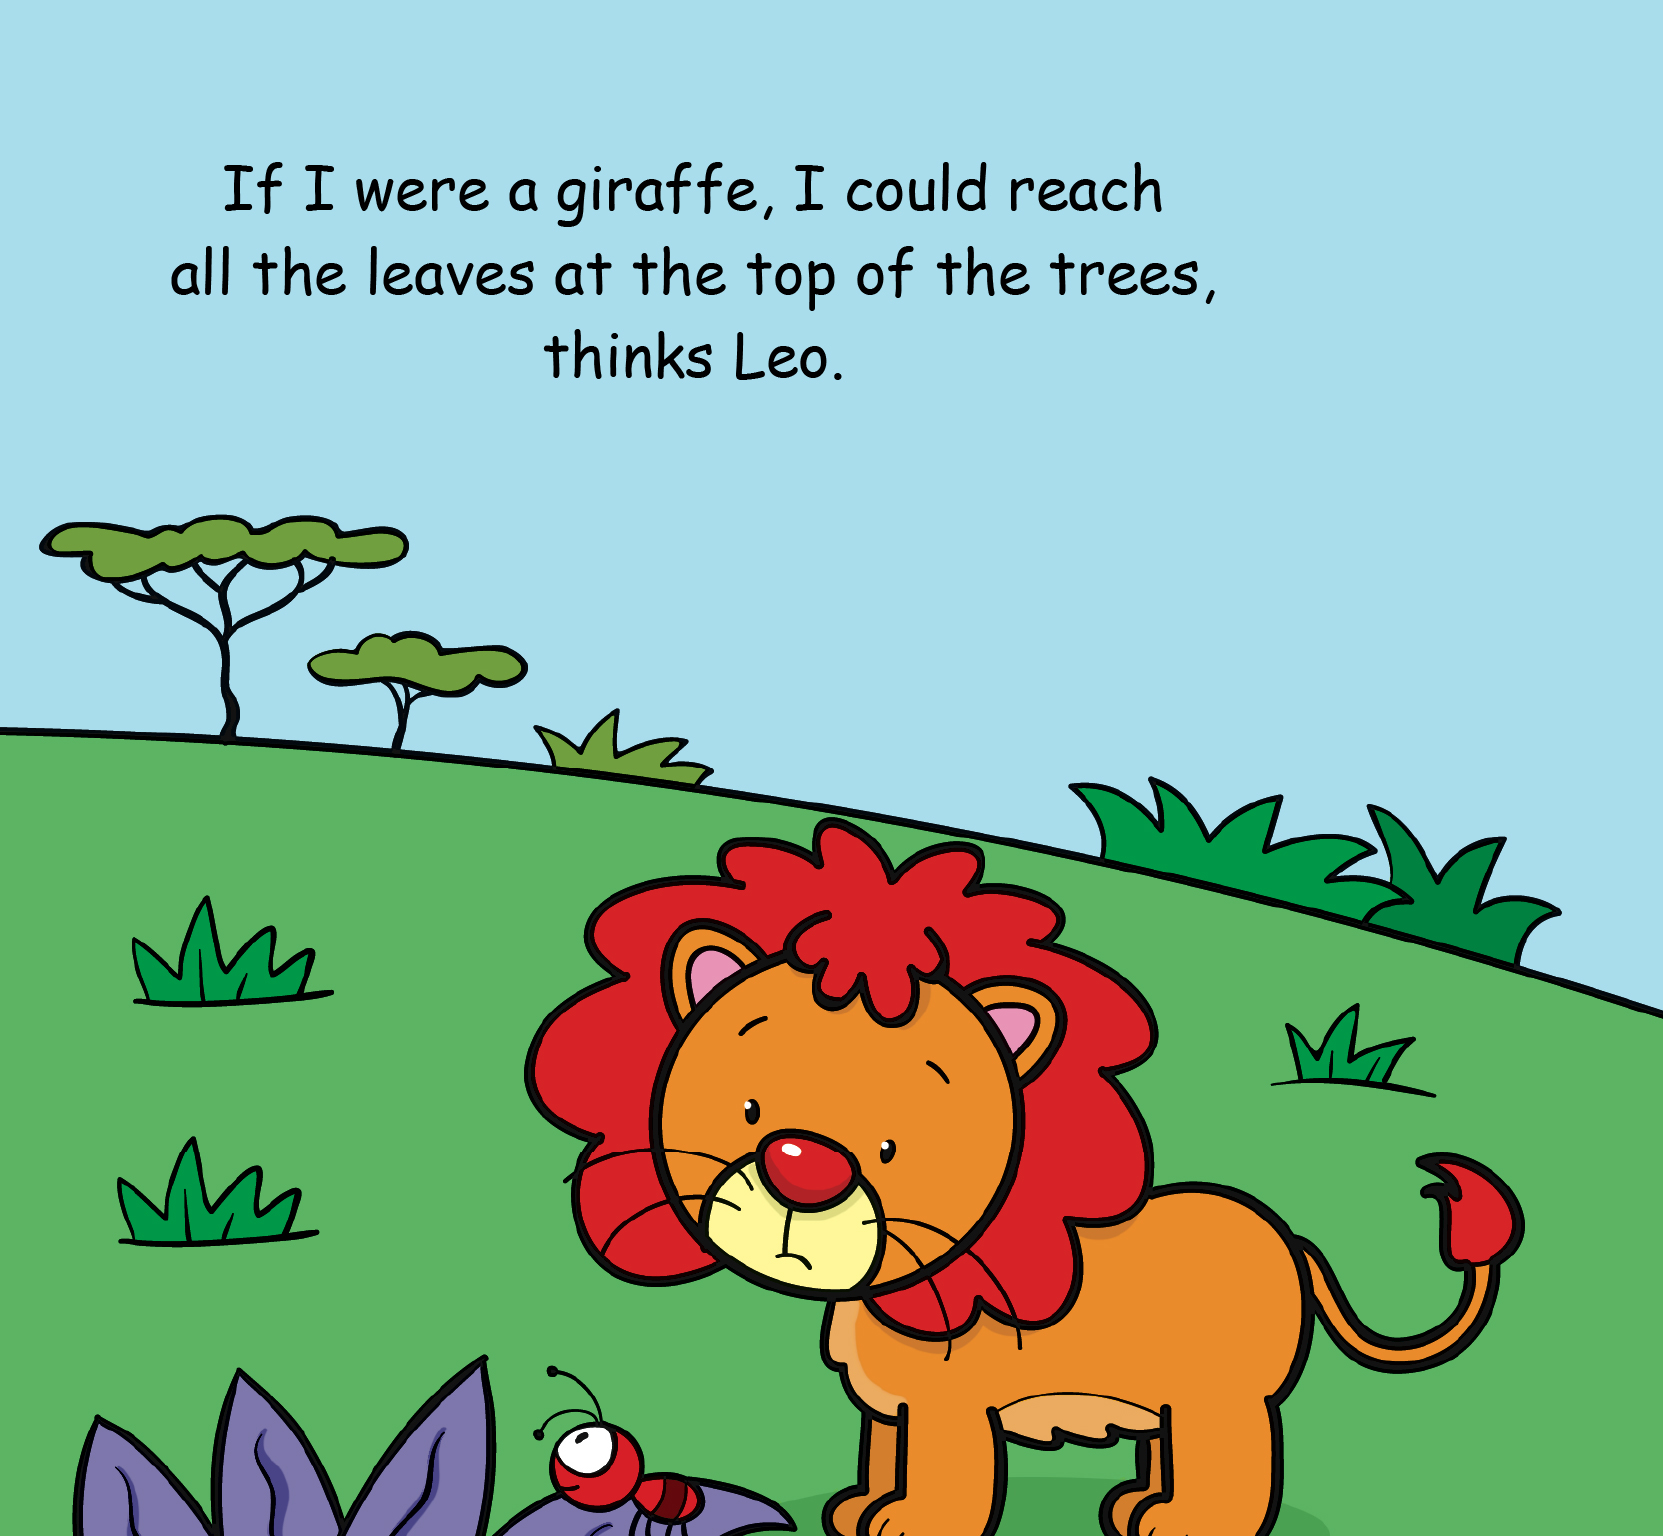 If I were a giraffe, I could reach
all the leaves at the top of the trees,
thinks Leo.